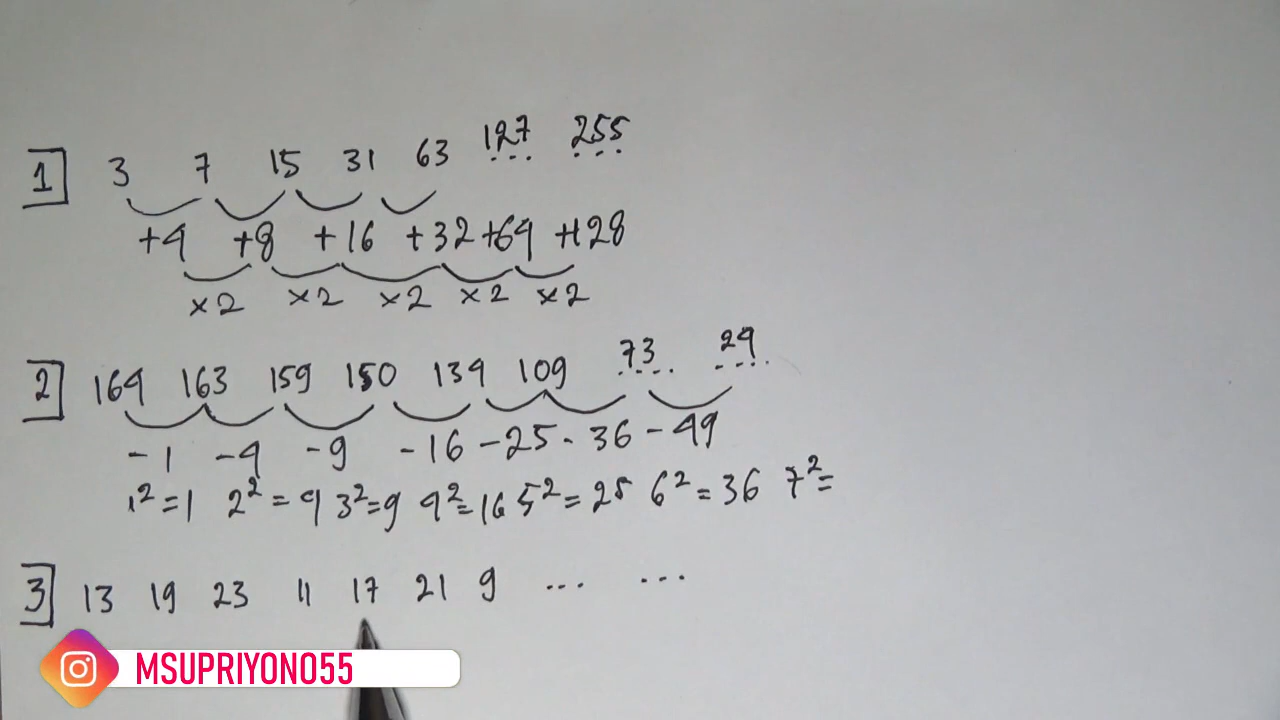 1 3 7 15 31 63 127 255
+4 +8 +16 +32 +64 +128
×2 ×2 ×2 ×2 ×2
2 164 163 159 150 134 109 73 24
-1 -4 -9 -16 -25 -36 -49
1²=1 2²=4 3²=9 4²=16 5²=25 6²=36 7²=
3 13 19 23 11 17 21 9 ... ...
MSUPRIYONO55